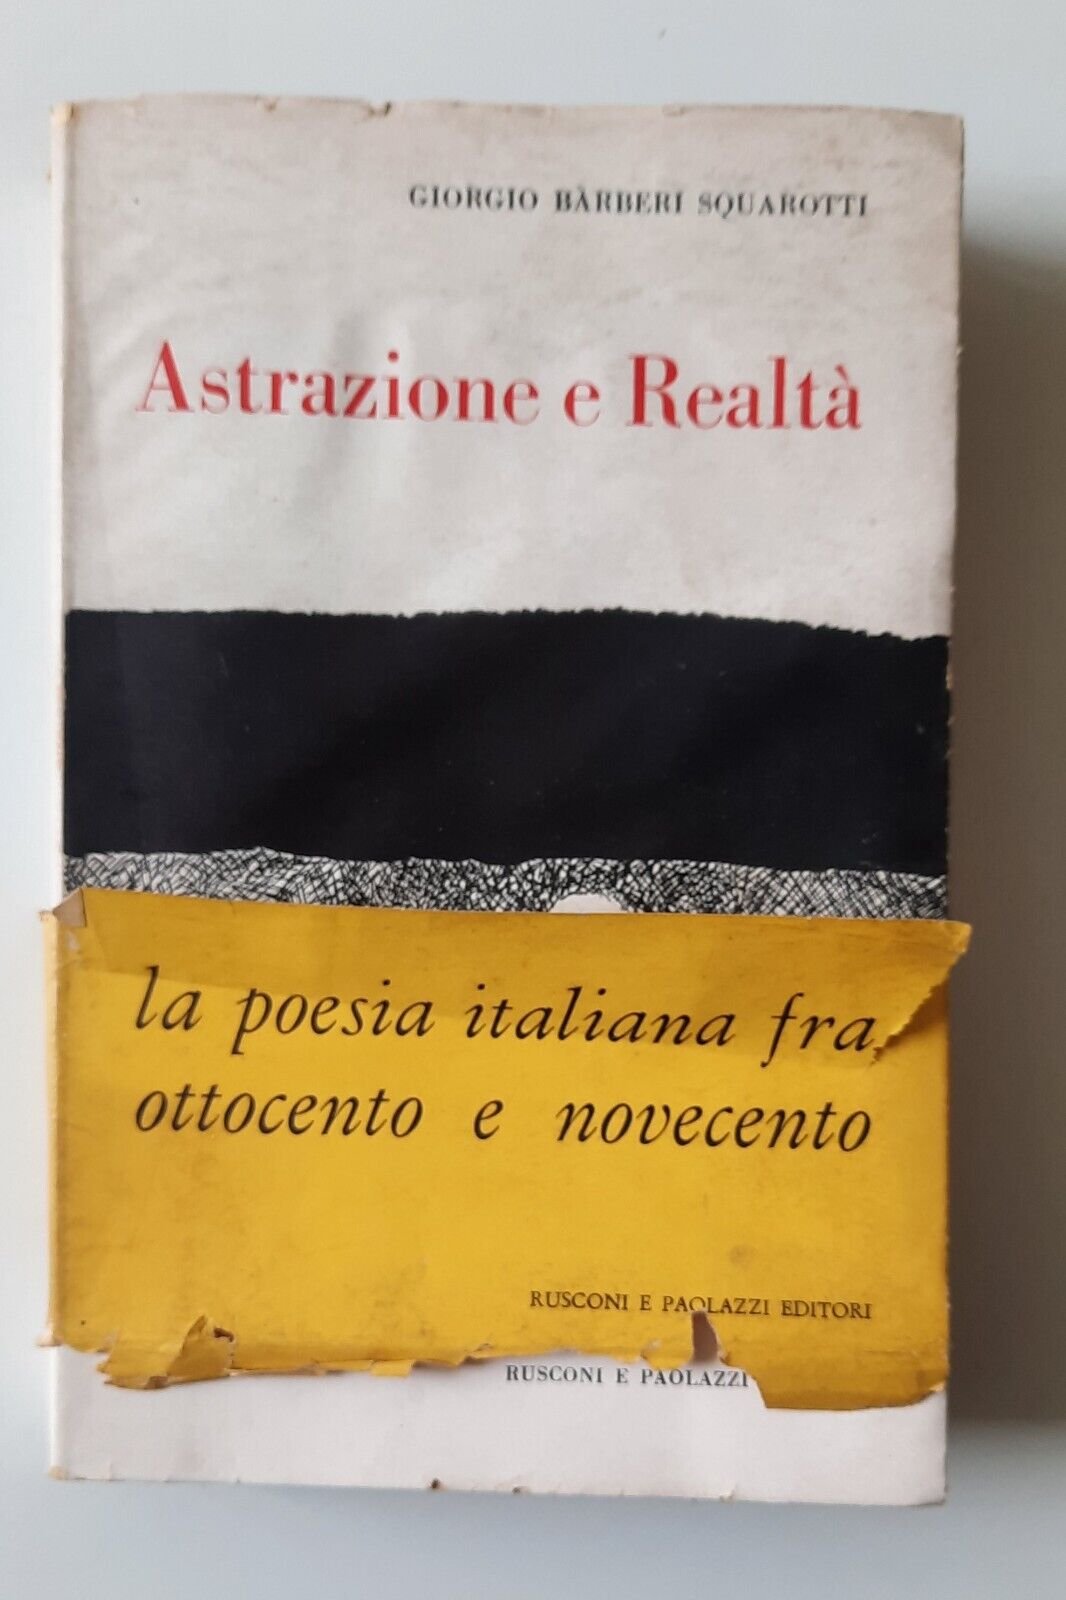 GIORGIO BÀRBERI SQUAROTTI
Astrazione e Realtà
la poesia italiana fra
ottocento e novecento
RUSCONI E PAOLAZZI EDITORI
RUSCONI E PAOLAZZI